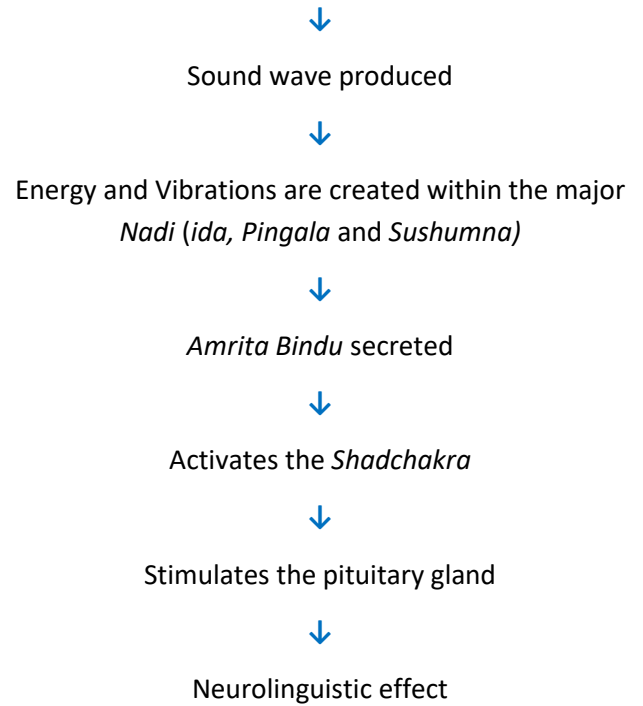 ↓
Sound wave produced
↓
Energy and Vibrations are created within the major
Nadi (ida, Pingala and Sushumna)
↓
Amrita Bindu secreted
↓
Activates the Shadchakra
↓
Stimulates the pituitary gland
↓
Neurolinguistic effect